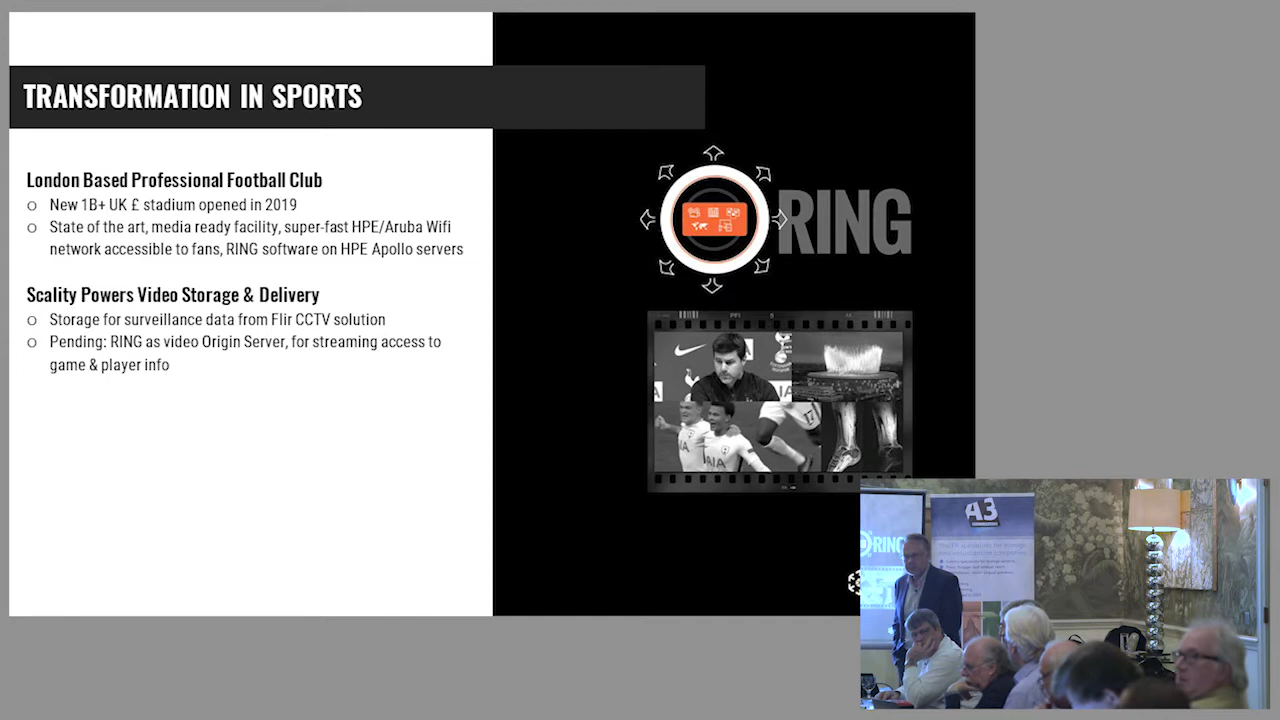 TRANSFORMATION IN SPORTS
London Based Professional Football Club
New 1B+ UK £ stadium opened in 2019
State of the art, media ready facility, super-fast HPE/Aruba Wifi
network accessible to fans, RING software on HPE Apollo servers
Scality Powers Video Storage & Delivery
Storage for surveillance data from Flir CCTV solution
Pending: RING as video Origin Server, for streaming access to
game & player info
RING
AIA
AIA
RING
A3